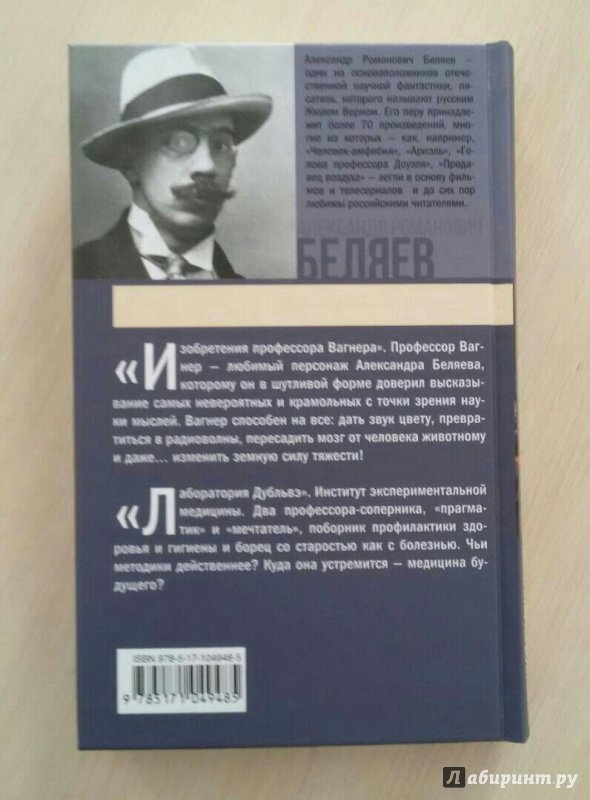 Александр Романович Беляев —
один из основоположников отече-
ственной научной фантастики, пи-
сатель, которого называют русским
Жюлем Верном. Его перу принадле-
жит более 70 произведений, мно-
гие из которых — как, например,
«Человек-амфибия», «Ариэль», «Го-
лова профессора Доуэля», «Прода-
вец воздуха» — легли в основу филь-
мов и телесериалов и до сих пор
любимы российскими читателями.
АЛЕКСАНДР РОМАНОВИЧ
БЕЛЯЕВ
«Изобретения профессора Вагнера». Профессор Ваг-
нер — любимый персонаж Александра Беляева,
которому он в шутливой форме доверил высказы-
вание самых невероятных и крамольных с точки зрения нау-
ки мыслей. Вагнер способен на все: дать звук цвету, превра-
титься в радиоволны, пересадить мозг от человека животному
и даже... изменить земную силу тяжести!
«Лаборатория Дубльвэ». Институт экспериментальной
медицины. Два профессора-соперника, «прагма-
тик» и «мечтатель», поборник профилактики здо-
ровья и гигиены и борец со старостью как с болезнью. Чьи
методики действеннее? Куда она устремится — медицина бу-
дущего?
ISBN 978-5-17-104948-5
9 785171 049485
Л Лабиринт.ру